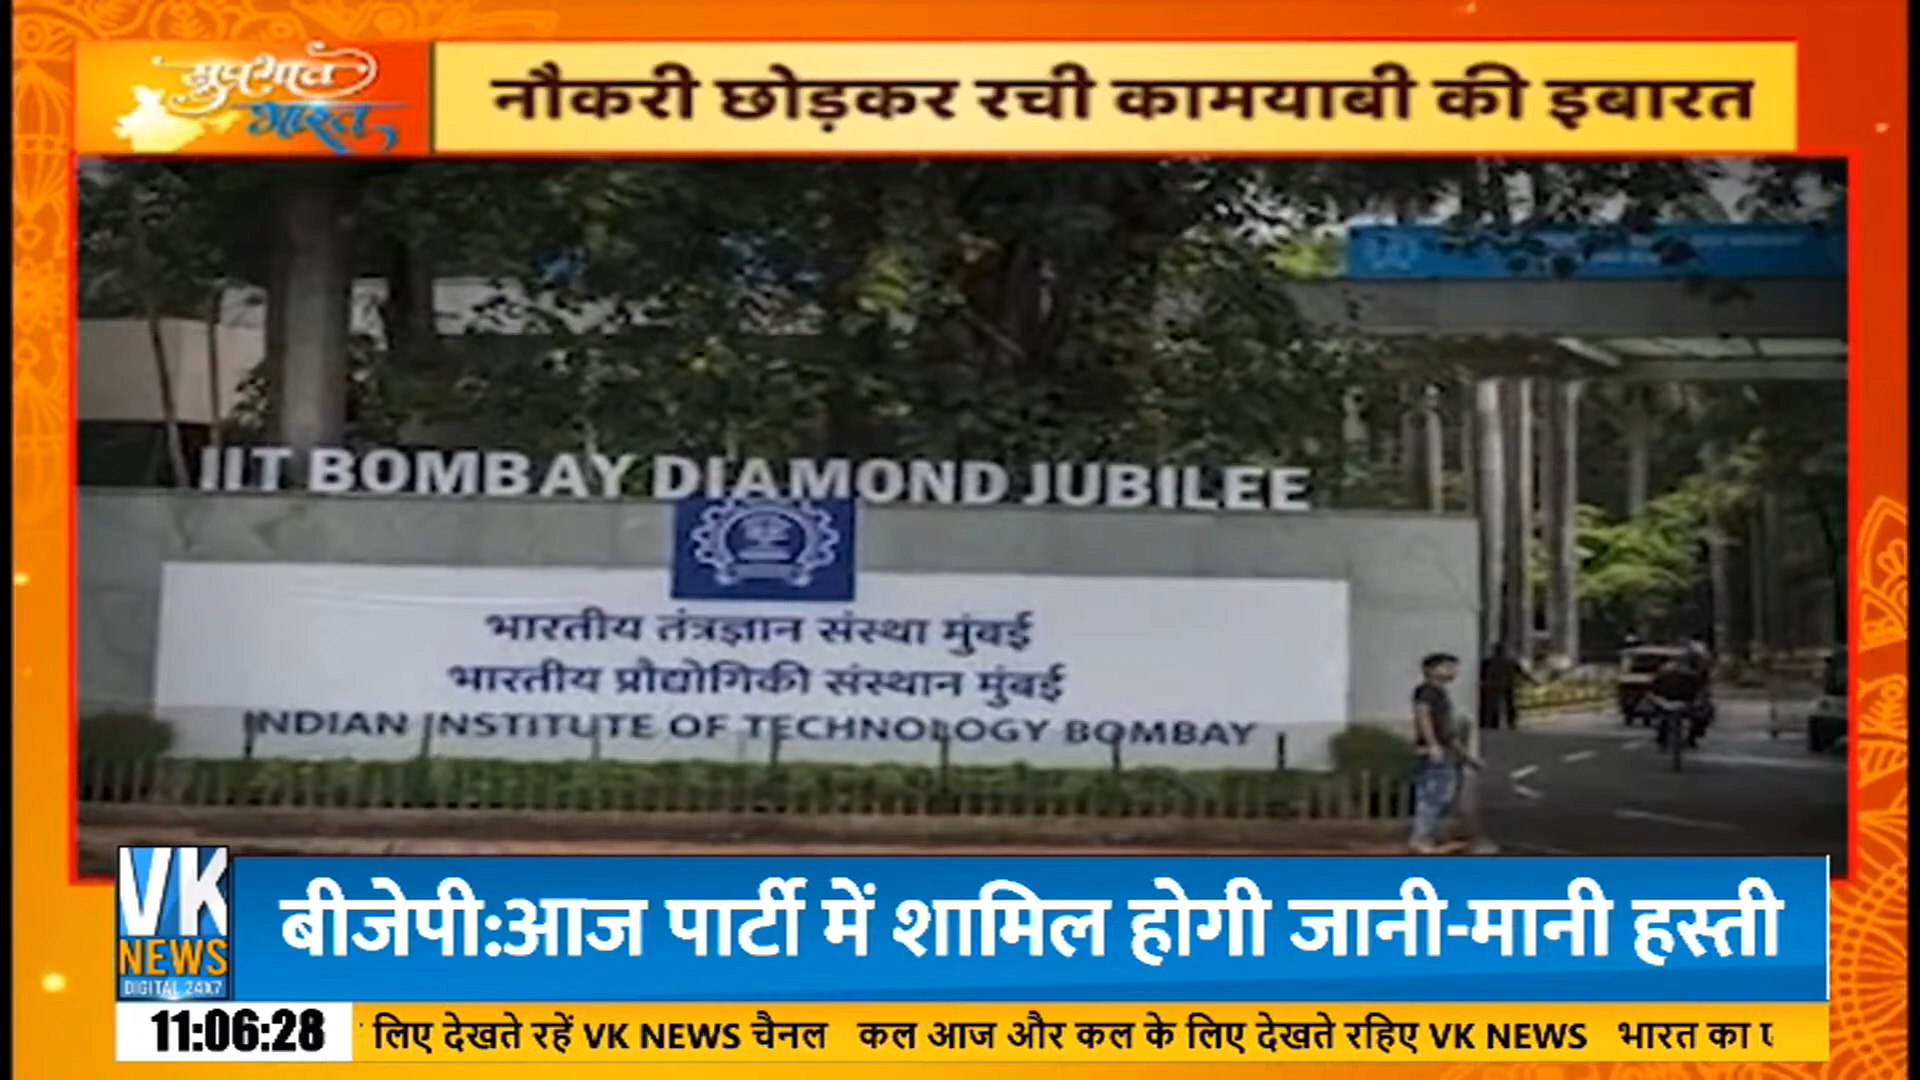 सुप्रभात
भारत
नौकरी छोड़कर रची कामयाबी की इबारत
IIT BOMBAY DIAMOND JUBILEE
भारतीय तंत्रज्ञान संस्था मुंबई
भारतीय प्रौद्योगिकी संस्थान मुंबई
INDIAN INSTITUTE OF TECHNOLOGY BOMBAY
VK
NEWS
DIGITAL 24X7
बीजेपी:आज पार्टी में शामिल होगी जानी-मानी हस्ती
11:06:28
लिए देखते रहें VK NEWS चैनल कल आज और कल के लिए देखते रहिए VK NEWS भारत का